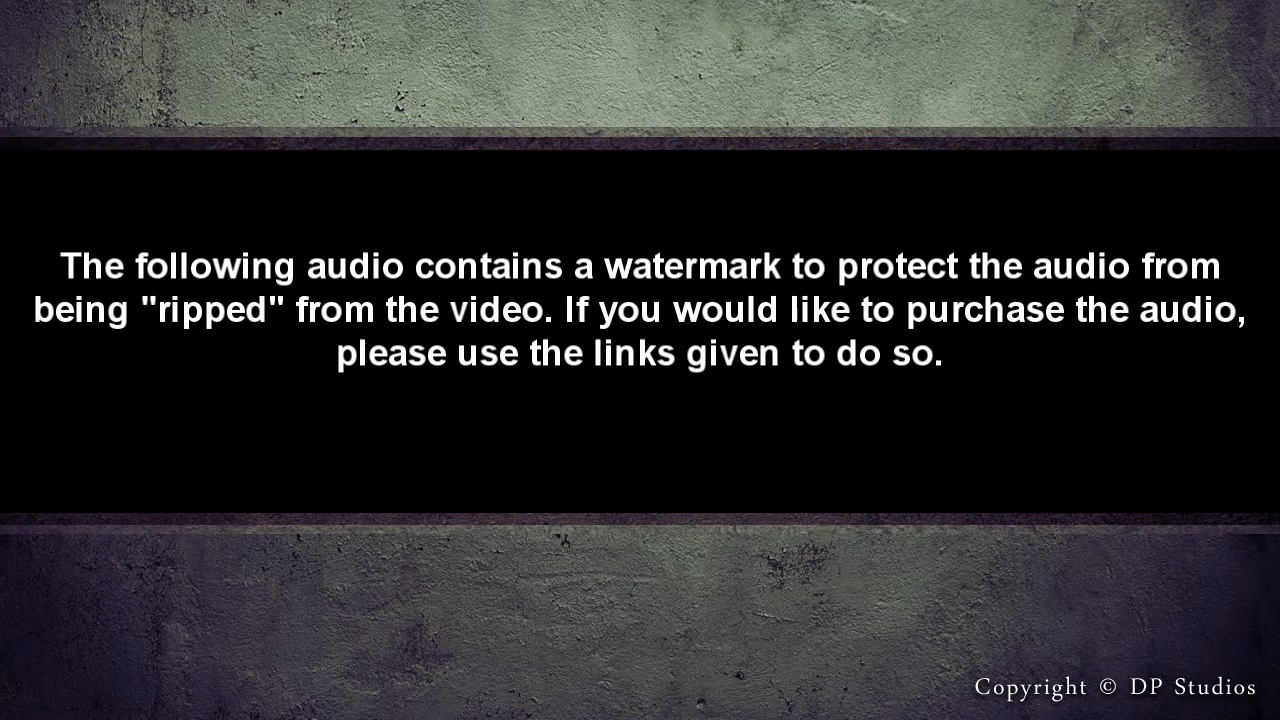 The following audio contains a watermark to protect the audio from
being "ripped" from the video. If you would like to purchase the audio,
please use the links given to do so.
Copyright © DP Studios